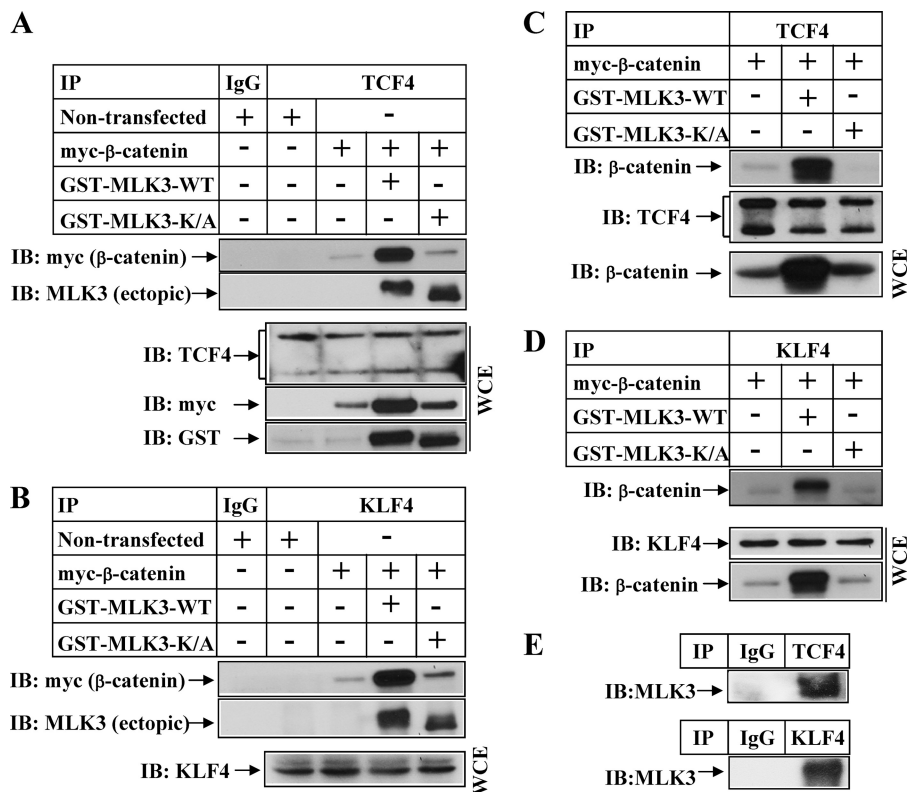 A
IP IgG TCF4
Non-transfected + + -
myc-β-catenin - - + + +
GST-MLK3-WT - - - + -
GST-MLK3-K/A - - - - +
IB: myc (β-catenin)
IB: MLK3 (ectopic)
IB: TCF4
IB: myc
IB: GST
WCE
B
IP IgG KLF4
Non-transfected + + -
myc-β-catenin - - + + +
GST-MLK3-WT - - - + -
GST-MLK3-K/A - - - - +
IB: myc (β-catenin)
IB: MLK3 (ectopic)
IB: KLF4
WCE
C
IP TCF4
myc-β-catenin + + +
GST-MLK3-WT - + -
GST-MLK3-K/A - - +
IB: β-catenin
IB: TCF4
IB: β-catenin
WCE
D
IP KLF4
myc-β-catenin + + +
GST-MLK3-WT - + -
GST-MLK3-K/A - - +
IB: β-catenin
IB: KLF4
IB: β-catenin
WCE
E
IP IgG TCF4
IB:MLK3
IP IgG KLF4
IB:MLK3